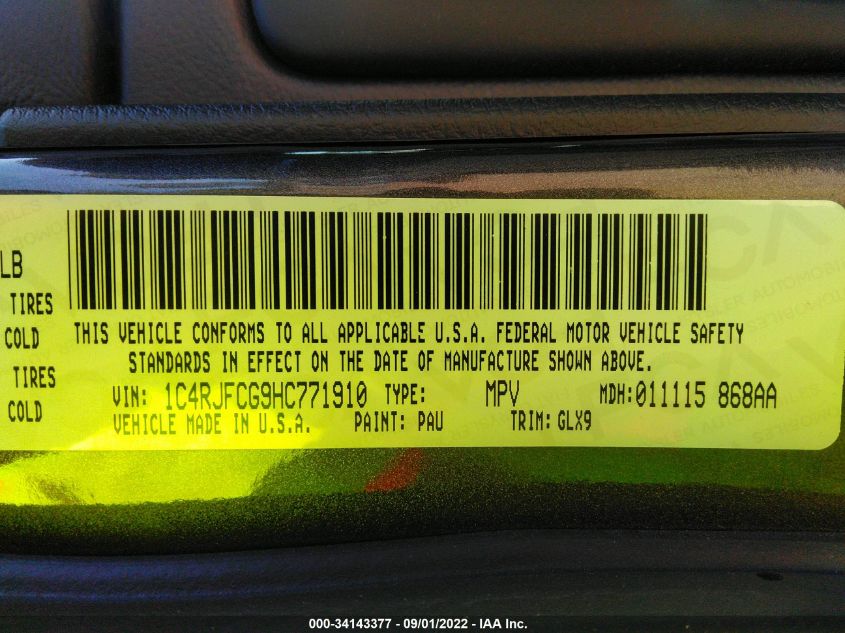 LB
TIRES
COLD
TIRES
COLD
THIS VEHICLE CONFORMS TO ALL APPLICABLE U.S.A. FEDERAL MOTOR VEHICLE SAFETY
STANDARDS IN EFFECT ON THE DATE OF MANUFACTURE SHOWN ABOVE.
VIN: 1C4RJFCG9HC771910 TYPE: MPV MDH:011115 868AA
VEHICLE MADE IN U.S.A. PAINT: PAU TRIM: GLX9
000-34143377 - 09/01/2022 - IAA Inc.